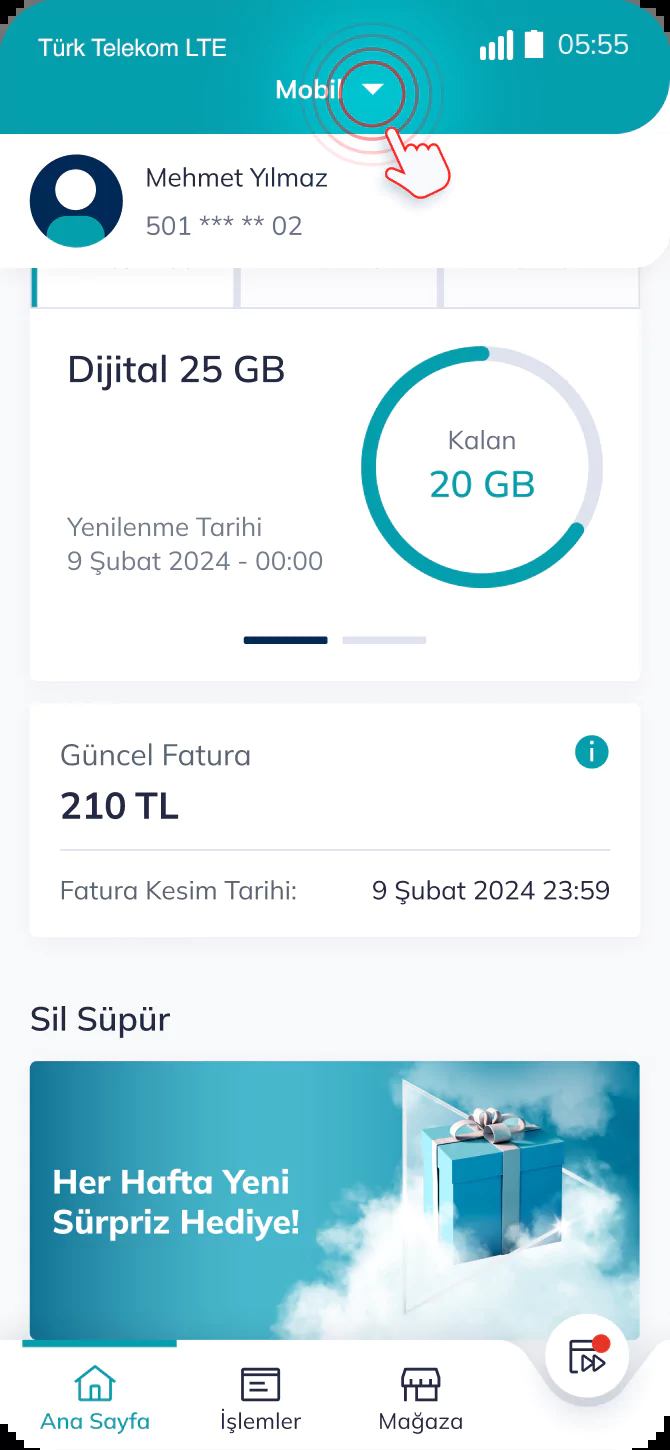 Türk Telekom LTE
05:55
Mobil
Mehmet Yılmaz
501 *** ** 02
Dijital 25 GB
Kalan
20 GB
Yenilenme Tarihi
9 Şubat 2024 - 00:00
Güncel Fatura
i
210 TL
Fatura Kesim Tarihi: 9 Şubat 2024 23:59
Sil Süpür
Her Hafta Yeni
Sürpriz Hediye!
Ana Sayfa
İşlemler
Mağaza